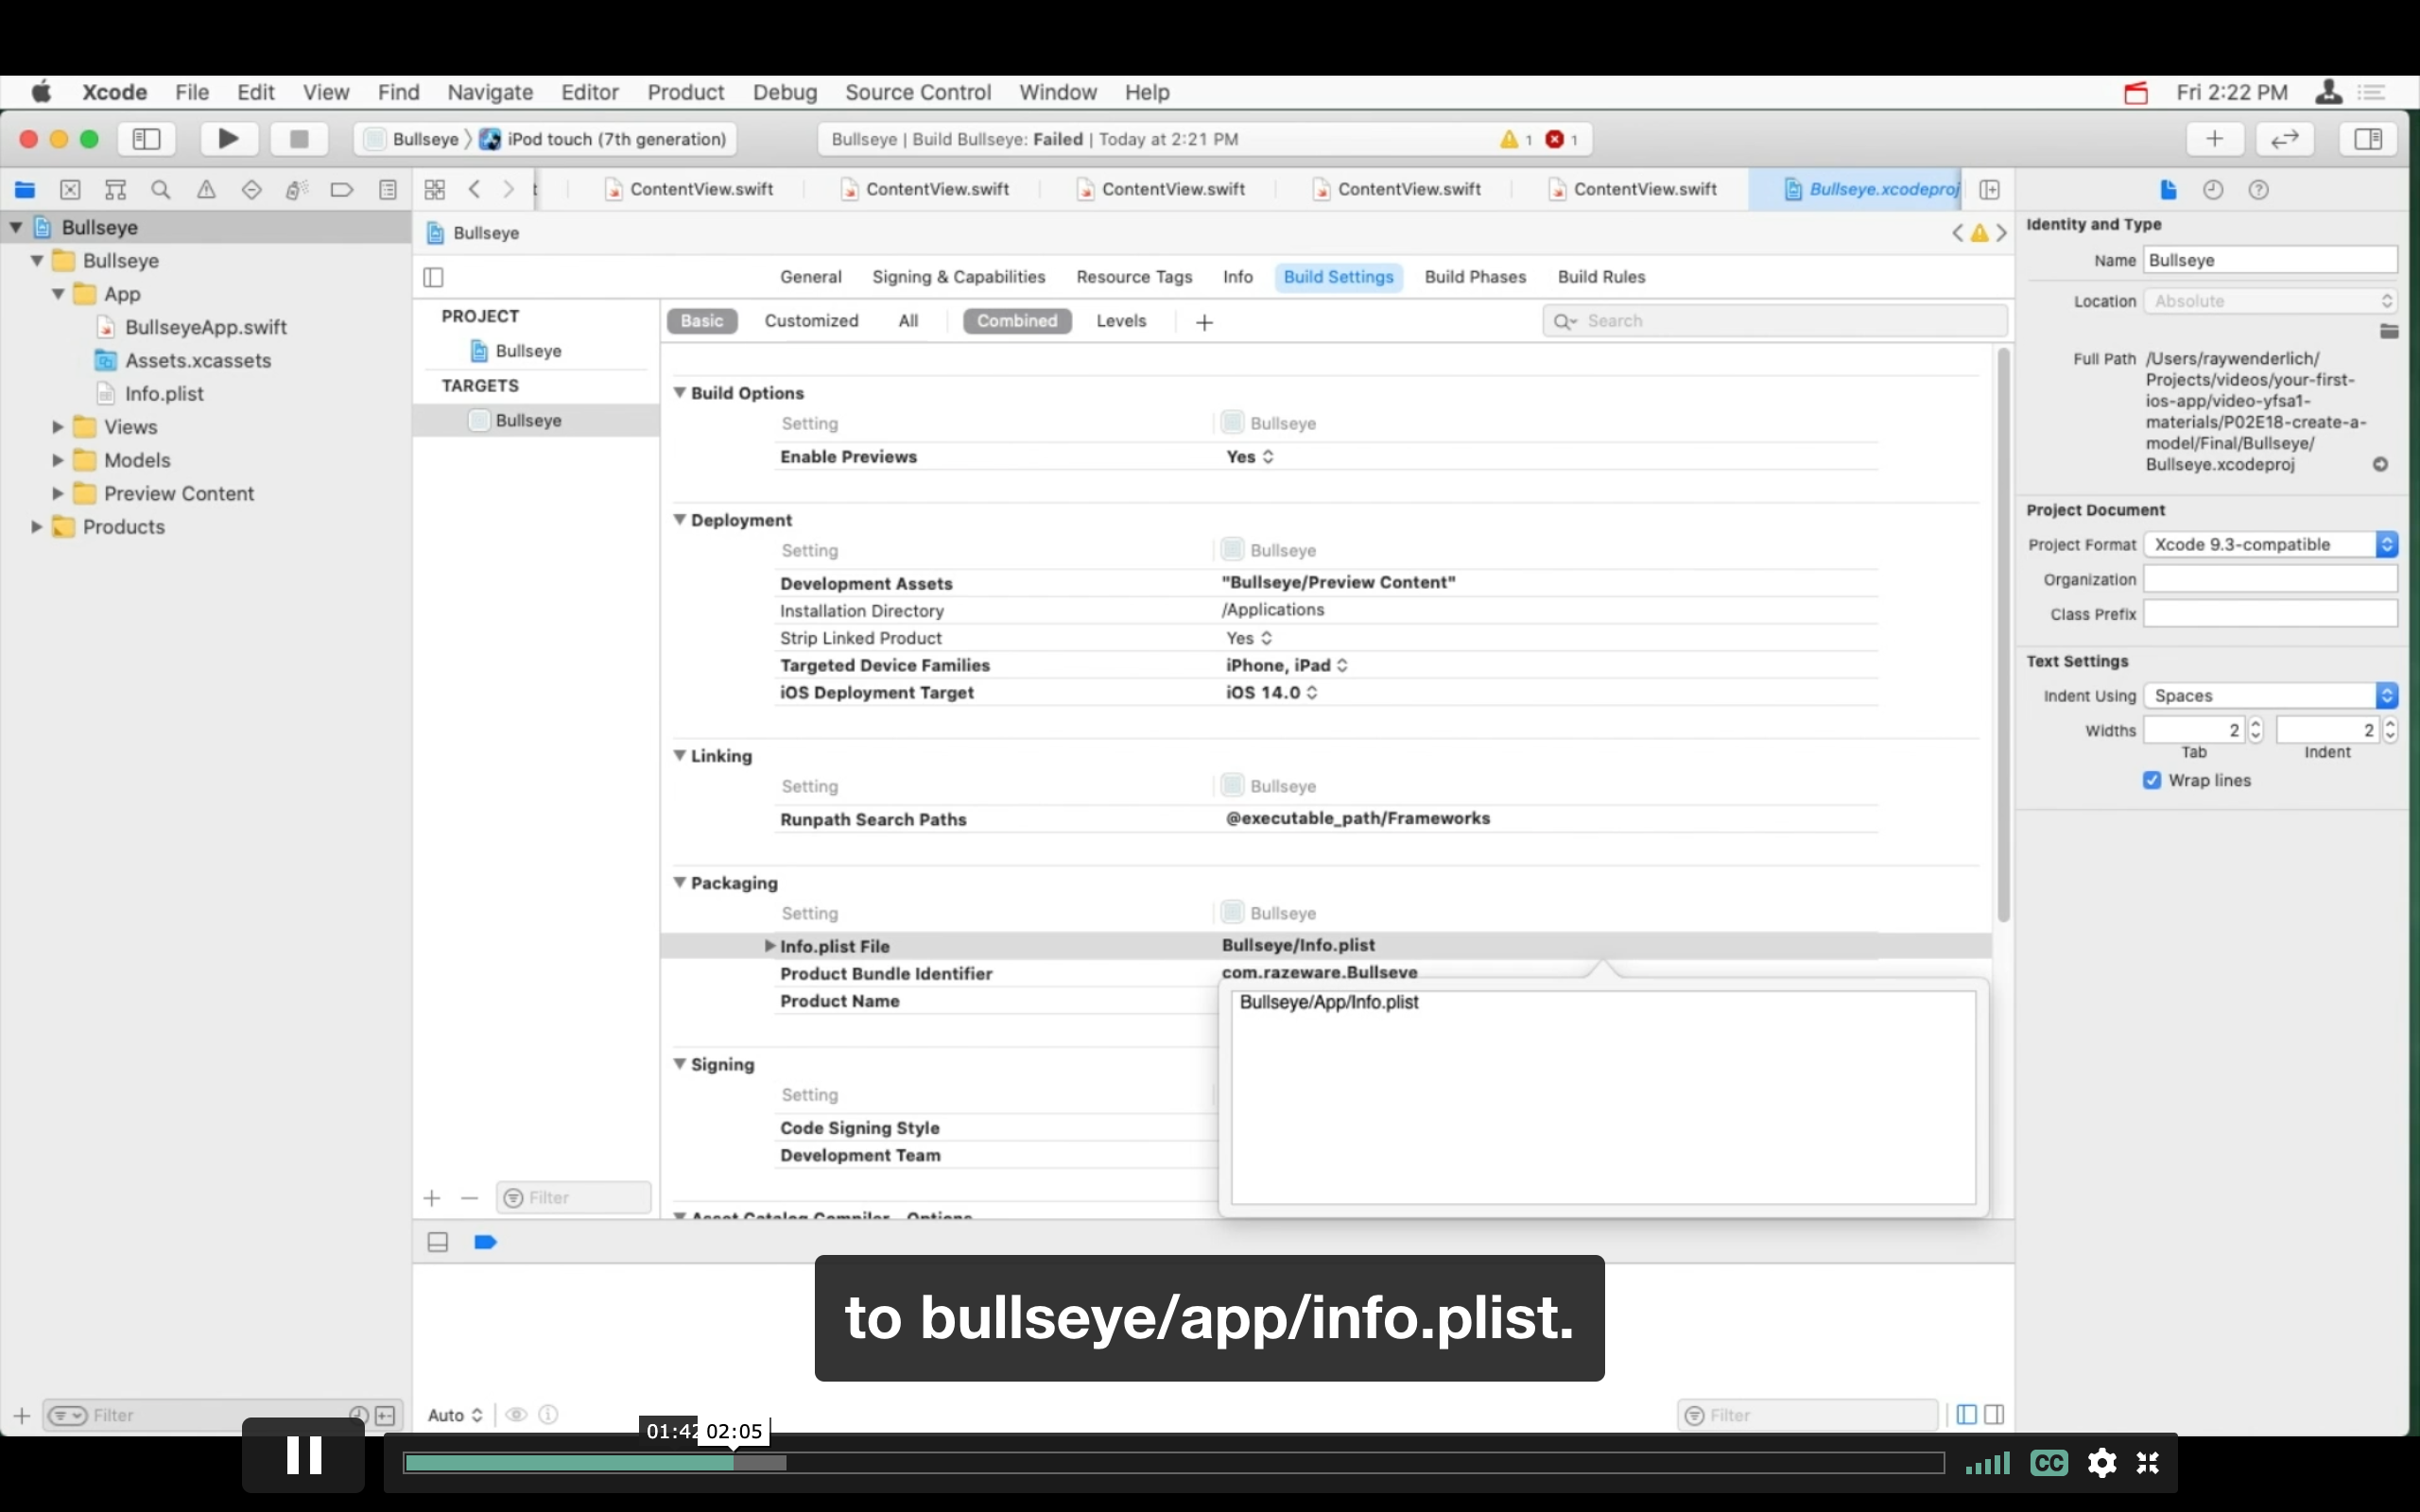 Xcode File Edit View Find Navigate Editor Product Debug Source Control Window Help Fri 2:22 PM
Bullseye 〉 iPod touch (7th generation) Bullseye | Build Bullseye: Failed | Today at 2:21 PM 1 1
ContentView.swift ContentView.swift ContentView.swift ContentView.swift ContentView.swift Bullseye.xcodeproj
Bullseye
Bullseye
App
BullseyeApp.swift
Assets.xcassets
Info.plist
Views
Models
Preview Content
Products
Filter
Bullseye
General Signing & Capabilities Resource Tags Info Build Settings Build Phases Build Rules
PROJECT
Bullseye
TARGETS
Bullseye
Filter
Basic Customized All Combined Levels Search
Build Options
Setting Bullseye
Enable Previews Yes
Deployment
Setting Bullseye
Development Assets "Bullseye/Preview Content"
Installation Directory /Applications
Strip Linked Product Yes
Targeted Device Families iPhone, iPad
iOS Deployment Target iOS 14.0
Linking
Setting Bullseye
Runpath Search Paths @executable_path/Frameworks
Packaging
Setting Bullseye
Info.plist File Bullseye/Info.plist
Product Bundle Identifier com.razeware.Bullseye
Product Name
Bullseye/App/Info.plist
Signing
Setting
Code Signing Style
Development Team
Asset Catalog Compiler - Options
Identity and Type
Name Bullseye
Location Absolute
Full Path /Users/raywenderlich/
Projects/videos/your-first-
ios-app/video-yfsa1-
materials/P02E18-create-a-
model/Final/Bullseye/
Bullseye.xcodeproj
Project Document
Project Format Xcode 9.3-compatible
Organization
Class Prefix
Text Settings
Indent Using Spaces
Widths 2 2
Tab Indent
Wrap lines
to bullseye/app/info.plist.
Auto Filter
01:42 02:05
CC